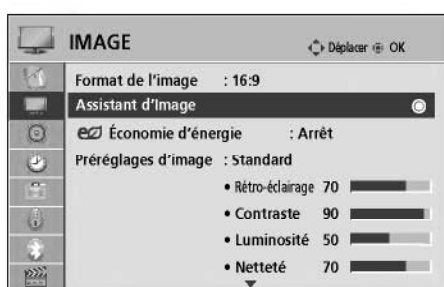 IMAGE Déplacer OK
Format de l'image : 16:9
Assistant d'Image
Économie d'énergie : Arrêt
Préréglages d'image : Standard
• Rétro-éclairage 70
• Contraste 90
• Luminosité 50
• Netteté 70